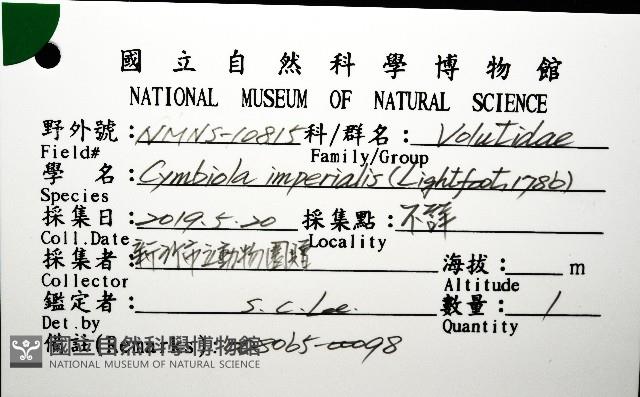 國立自然科學博物館
NATIONAL MUSEUM OF NATURAL SCIENCE
野外號：NMNS-10815 科/群名：Volutidae
Field# Family/Group
學 名：Cymbiola imperialis (Lightfoot, 1786)
Species
採集日：2019.5.20 採集點：不詳
Coll.Date Locality
採集者：新竹市立動物園贈 海拔：m
Collector Altitude
鑑定者：S.C. Lee 數量：1
Det.by Quantity
備註(Remarks)：065-00098
國立自然科學博物館
NATIONAL MUSEUM OF NATURAL SCIENCE